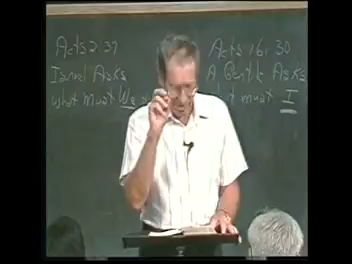 Acts 2:37
Israel Asks
what must We
Acts 16:30
A Gentile Asks
must I